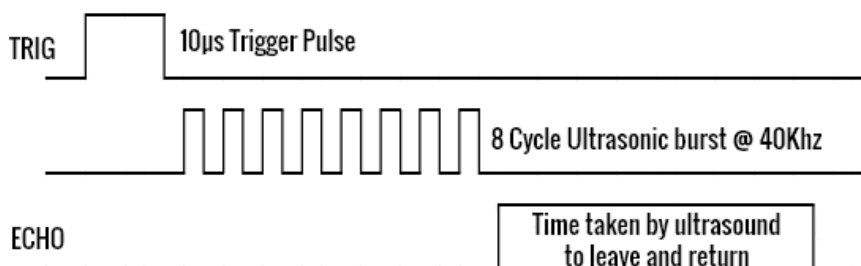 TRIG
10µs Trigger Pulse
8 Cycle Ultrasonic burst @ 40Khz
ECHO
Time taken by ultrasound
to leave and return